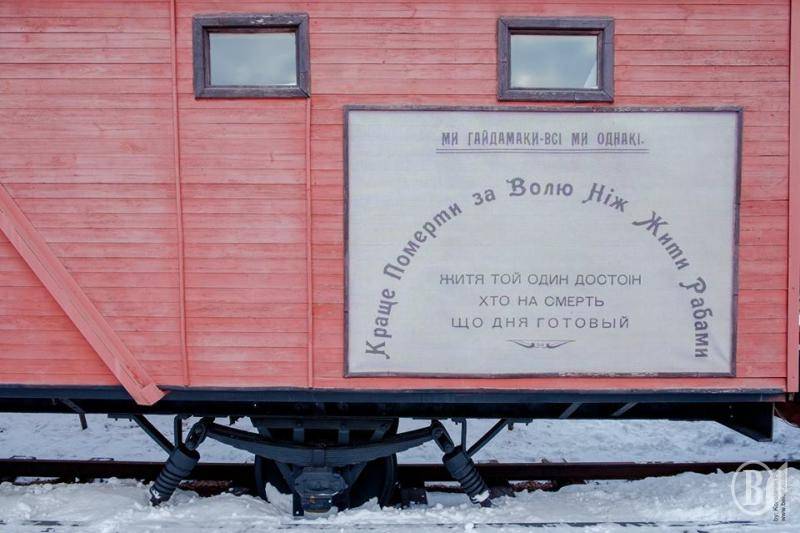 МИ ГАЙДАМАКИ-ВСІ МИ ОДНАКІ.
Краще Померти за Волю Ніж Жити Рабами
ЖИТЯ ТОЙ ОДИН ДОСТОІН
ХТО НА СМЕРТЬ
ЩО ДНЯ ГОТОВЫЙ